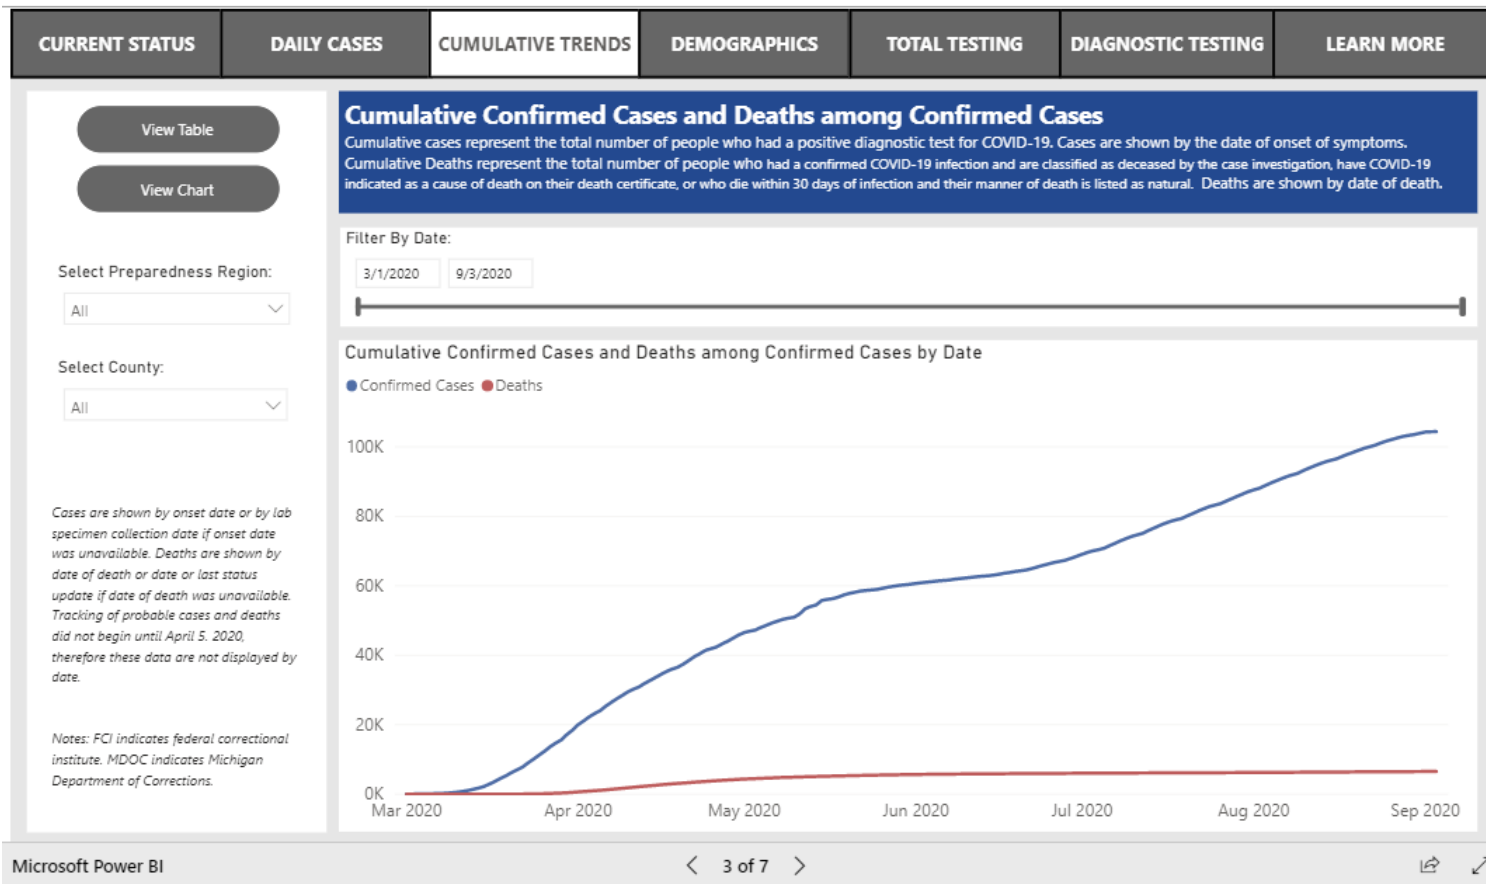 CURRENT STATUS
DAILY CASES
CUMULATIVE TRENDS
DEMOGRAPHICS
TOTAL TESTING
DIAGNOSTIC TESTING
LEARN MORE
View Table
View Chart
Select Preparedness Region:
All
Select County:
All
Cases are shown by onset date or by lab
specimen collection date if onset date
was unavailable. Deaths are shown by
date of death or date or last status
update if date of death was unavailable.
Tracking of probable cases and deaths
did not begin until April 5. 2020,
therefore these data are not displayed by
date.
Notes: FCI indicates federal correctional
institute. MDOC indicates Michigan
Department of Corrections.
Cumulative Confirmed Cases and Deaths among Confirmed Cases
Cumulative cases represent the total number of people who had a positive diagnostic test for COVID-19. Cases are shown by the date of onset of symptoms.
Cumulative Deaths represent the total number of people who had a confirmed COVID-19 infection and are classified as deceased by the case investigation, have COVID-19
indicated as a cause of death on their death certificate, or who die within 30 days of infection and their manner of death is listed as natural. Deaths are shown by date of death.
Filter By Date:
3/1/2020
9/3/2020
Cumulative Confirmed Cases and Deaths among Confirmed Cases by Date
Confirmed Cases
Deaths
100K
80K
60K
40K
20K
0K
Mar 2020
Apr 2020
May 2020
Jun 2020
Jul 2020
Aug 2020
Sep 2020
Microsoft Power BI
3 of 7